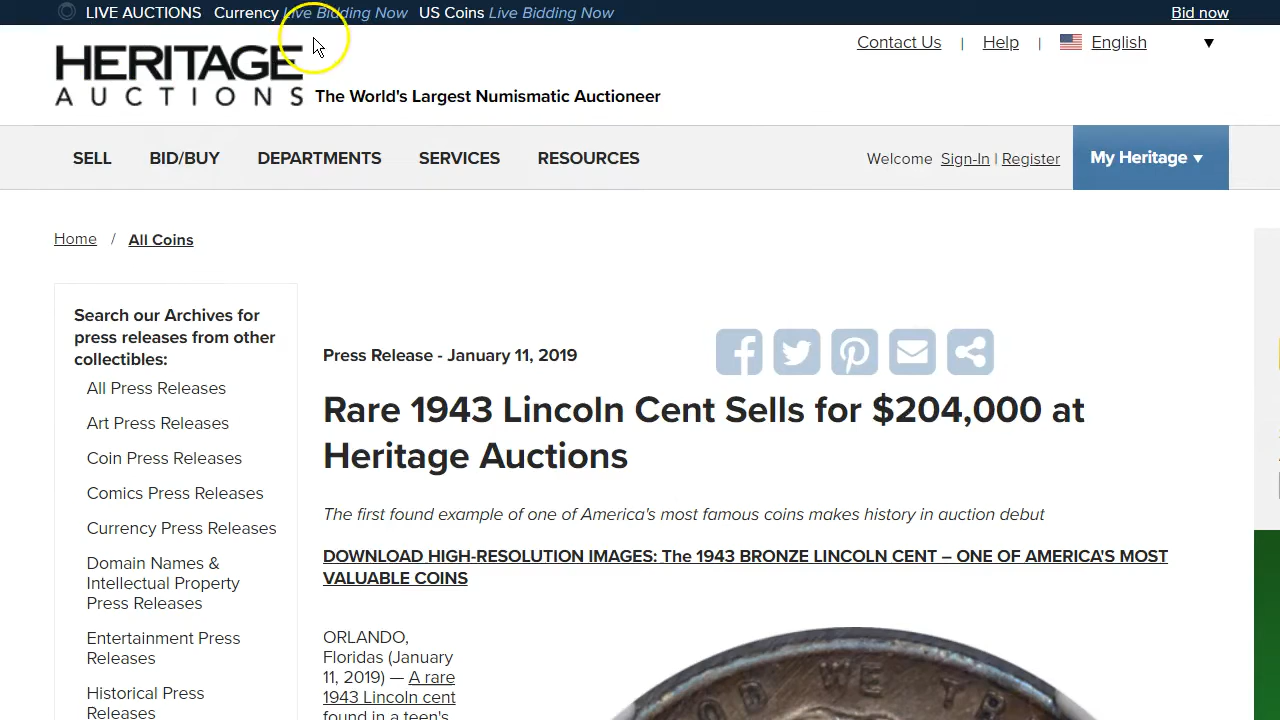 LIVE AUCTIONS Currency Live Bidding Now US Coins Live Bidding Now Bid now
Contact Us | Help | English ▼
HERITAGE
AUCTIONS The World's Largest Numismatic Auctioneer
SELL BID/BUY DEPARTMENTS SERVICES RESOURCES Welcome Sign-In | Register My Heritage ▼
Home / All Coins
Search our Archives for
press releases from other
collectibles:
All Press Releases
Art Press Releases
Coin Press Releases
Comics Press Releases
Currency Press Releases
Domain Names &
Intellectual Property
Press Releases
Entertainment Press
Releases
Historical Press
Releases
Press Release - January 11, 2019
Rare 1943 Lincoln Cent Sells for $204,000 at
Heritage Auctions
The first found example of one of America's most famous coins makes history in auction debut
DOWNLOAD HIGH-RESOLUTION IMAGES: The 1943 BRONZE LINCOLN CENT – ONE OF AMERICA'S MOST
VALUABLE COINS
ORLANDO,
Floridas (January
11, 2019) — A rare
1943 Lincoln cent
found in a teen's
WE